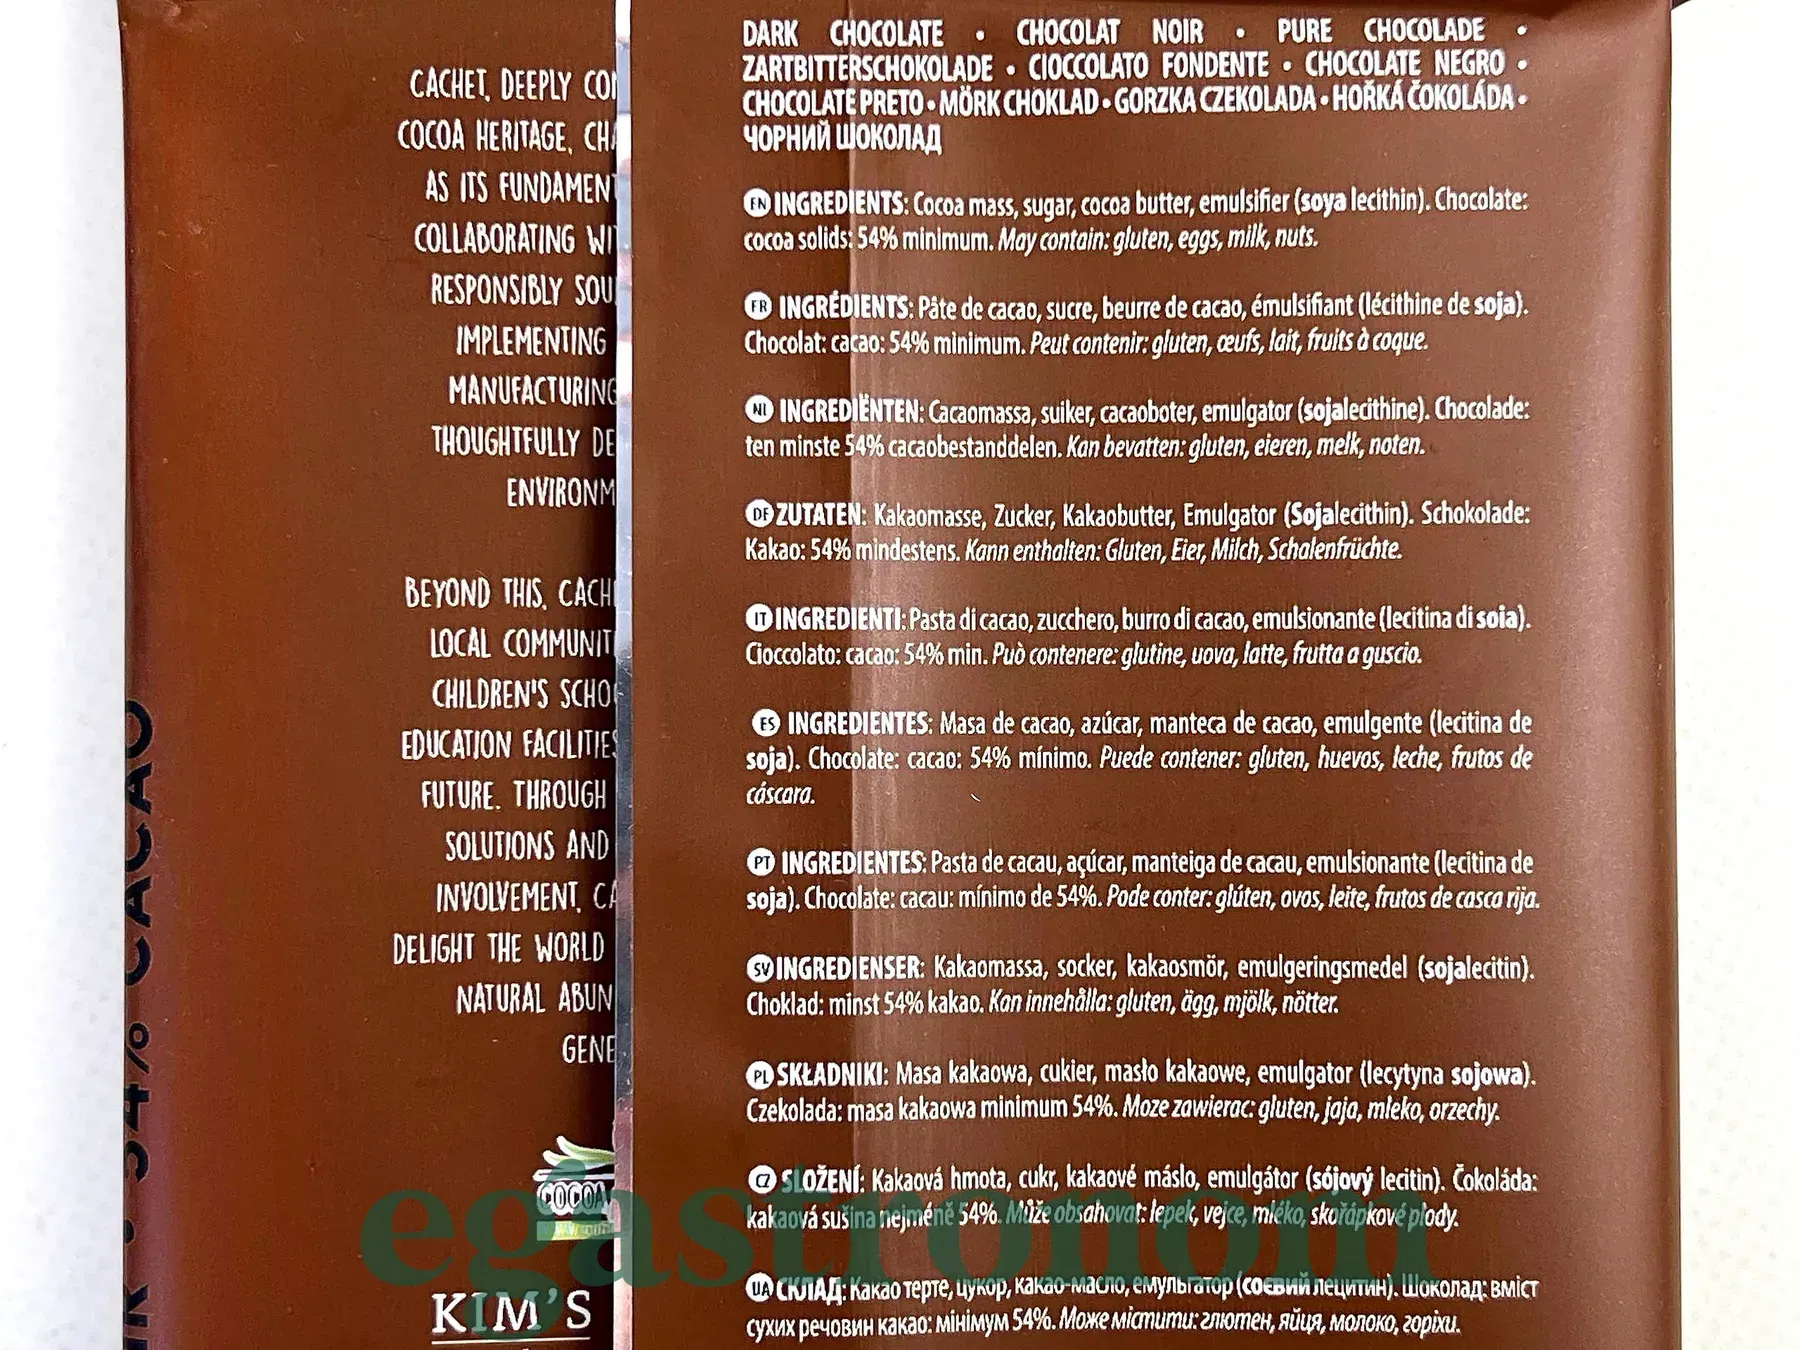 CACHET, DEEPLY
COCOA HERITAGE,
AS ITS
COLLABORATING
RESPONSIBLY
IMPLEMENTING
MANUFACTURING
THOUGHTFULLY
BEYOND THIS,
LOCAL
CHILDREN'S
EDUCATION FACILITIES
FUTURE. THROUGH
SOLUTIONS AND
INVOLVEMENT,
DELIGHT THE WORLD
NATURAL
COCOA
KIM'S
54% CACAO
DARK CHOCOLATE • CHOCOLAT NOIR • PURE CHOCOLADE •
ZARTBITTERSCHOKOLADE • CIOCCOLATO FONDENTE • CHOCOLATE NEGRO •
CHOCOLATE PRETO • MÖRK CHOKLAD • GORZKA CZEKOLADA • HOŘKÁ ČOKOLÁDA •
ЧОРНИЙ ШОКОЛАД
EN INGREDIENTS: Cocoa mass, sugar, cocoa butter, emulsifier (soya lecithin). Chocolate:
cocoa solids: 54% minimum. May contain: gluten, eggs, milk, nuts.
FR INGRÉDIENTS: Pâte de cacao, sucre, beurre de cacao, émulsifiant (lécithine de soja).
Chocolat: cacao: 54% minimum. Peut contenir: gluten, œufs, lait, fruits à coque.
NL INGREDIËNTEN: Cacaomassa, suiker, cacaoboter, emulgator (sojalecithine). Chocolade:
ten minste 54% cacaobestanddelen. Kan bevatten: gluten, eieren, melk, noten.
DE ZUTATEN: Kakaomasse, Zucker, Kakaobutter, Emulgator (Sojalecithin). Schokolade:
Kakao: 54% mindestens. Kann enthalten: Gluten, Eier, Milch, Schalenfrüchte.
IT INGREDIENTI: Pasta di cacao, zucchero, burro di cacao, emulsionante (lecitina di soia).
Cioccolato: cacao: 54% min. Può contenere: glutine, uova, latte, frutta a guscio.
ES INGREDIENTES: Masa de cacao, azúcar, manteca de cacao, emulgente (lecitina de
soja). Chocolate: cacao: 54% mínimo. Puede contener: gluten, huevos, leche, frutos de
cáscara.
PT INGREDIENTES: Pasta de cacau, açúcar, manteiga de cacau, emulsionante (lecitina de
soja). Chocolate: cacau: mínimo de 54%. Pode conter: glúten, ovos, leite, frutos de casca rija.
SV INGREDIENSER: Kakaomassa, socker, kakaosmör, emulgeringsmedel (sojalecitin).
Choklad: minst 54% kakao. Kan innehålla: gluten, ägg, mjölk, nötter.
PL SKŁADNIKI: Masa kakaowa, cukier, masło kakaowe, emulgator (lecytyna sojowa).
Czekolada: masa kakaowa minimum 54%. Moze zawierac: gluten, jaja, mleko, orzechy.
CZ SLOŽENÍ: Kakaová hmota, cukr, kakaové máslo, emulgátor (sójový lecitin). Čokoláda:
kakaová sušina nejméně 54%. Může obsahovat: lepek, vejce, mléko, skořápkové plody.
UA СКЛАД: Какао терте, цукор, какао-масло, емульгатор (соєвий лецитин). Шоколад: вміст
сухих речовин какао: мінімум 54%. Може містити: глютен, яйця, молоко, горіхи.
egastronom